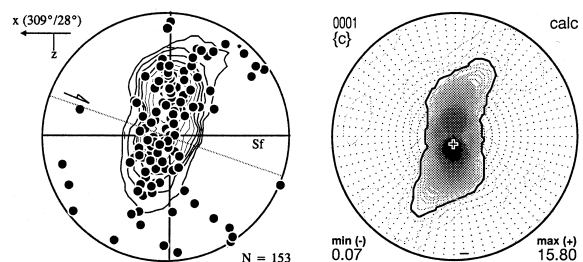 x (309°/28°)
z
Sf
N = 153
0001
{c}
calc
min (-)
0.07
max (+)
15.80